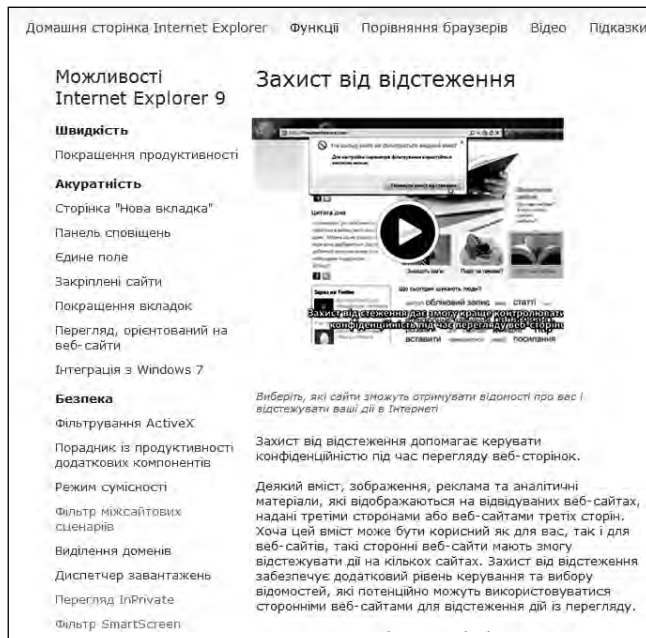 Домашня сторінка Internet Explorer Функції Порівняння браузерів Відео Підказки
Можливості
Internet Explorer 9
Швидкість
Покращення продуктивності
Акуратність
Сторінка "Нова вкладка"
Панель сповіщень
Єдине поле
Закріплені сайти
Покращення вкладок
Перегляд, орієнтований на
веб-сайти
Інтеграція з Windows 7
Безпека
Фільтрування ActiveX
Порадник із продуктивності
додаткових компонентів
Режим сумісності
Фільтр міжсайтових
сценаріїв
Виділення доменів
Диспетчер завантажень
Перегляд InPrivate
Фільтр SmartScreen
Захист від відстеження
Цитата дня
Що сьогодні шукають люди?
обліковий запис статті
Захист від стеження дає змогу краще контролювати
конфіденційність під час перегляду веб-сторінок
вставити посилання
Виберіть, які сайти зможуть отримувати відомості про вас і
відстежувати ваші дії в Інтернеті
Захист від відстеження допомагає керувати
конфіденційністю під час перегляду веб-сторінок.
Деякий вміст, зображення, реклама та аналітичні
матеріали, які відображаються на відвідуваних веб-сайтах,
надані третіми сторонами або веб-сайтами третіх сторін.
Хоча цей вміст може бути корисний як для вас, так і для
веб-сайтів, такі сторонні веб-сайти мають змогу
відстежувати дії на кількох сайтах. Захист від відстеження
забезпечує додатковий рівень керування та вибору
відомостей, які потенційно можуть використовуватися
сторонніми веб-сайтами для відстеження дій із перегляду.